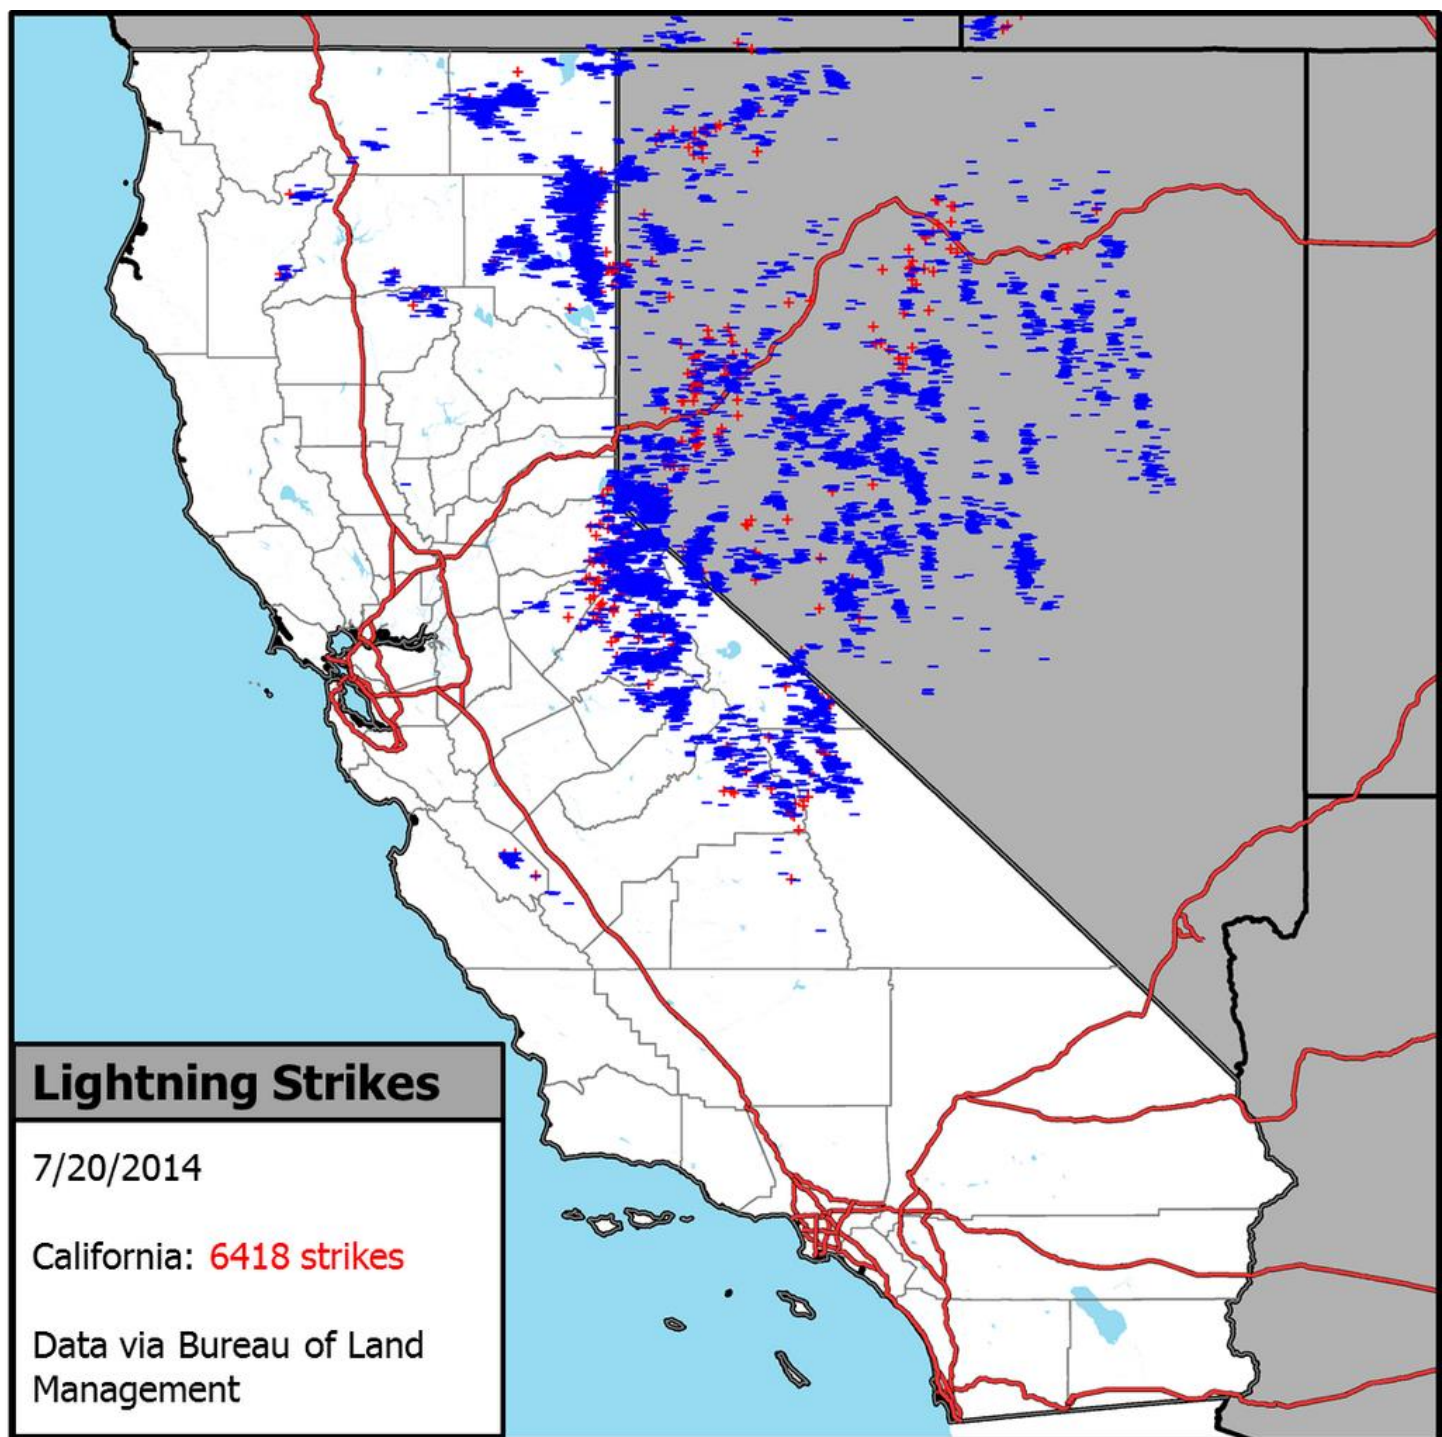 Lightning Strikes
7/20/2014
California: 6418 strikes
Data via Bureau of Land
Management